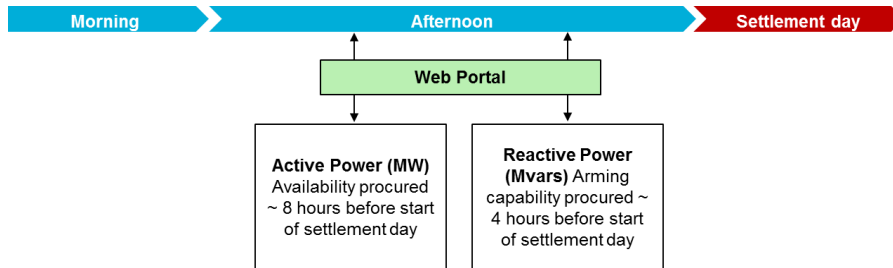 Morning
Afternoon
Settlement day
Web Portal
Active Power (MW)
Availability procured
~ 8 hours before start
of settlement day
Reactive Power
(Mvars) Arming
capability procured ~
4 hours before start
of settlement day